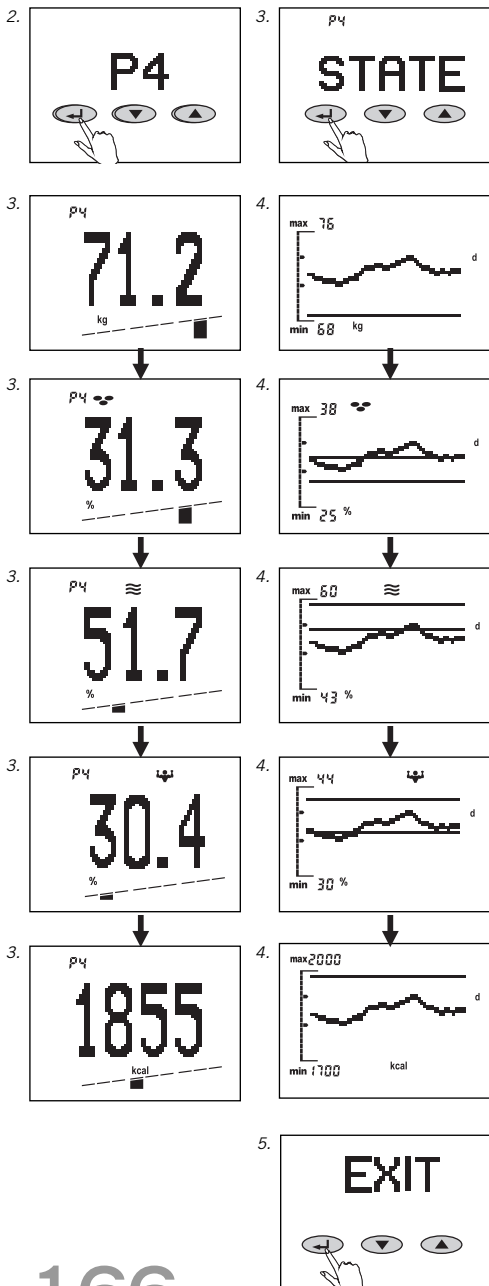 2.
P4
3.
P4
STATE
3.
P4
71.2
kg
4.
max 76
d
min 68 kg
3.
P4
31.3
%
4.
max 38
d
min 25 %
3.
P4
51.7
%
4.
max 60
d
min 43 %
3.
P4
30.4
%
4.
max 44
d
min 30 %
3.
P4
1855
kcal
4.
max 2000
d
min 1700 kcal
5.
EXIT
166